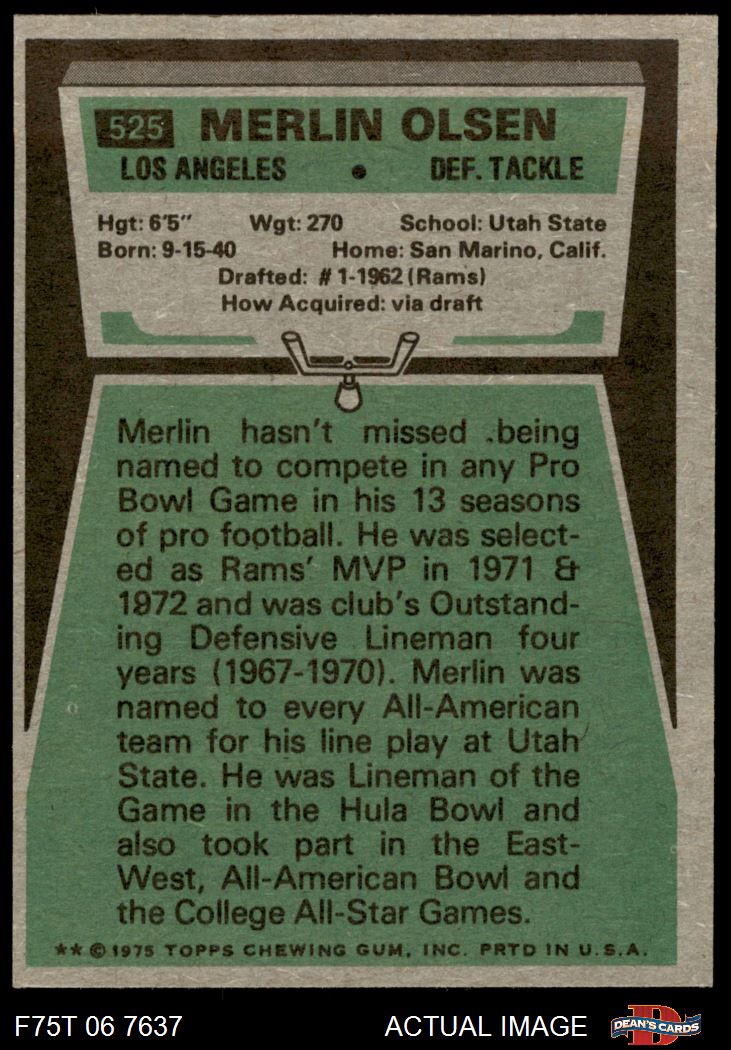 525 MERLIN OLSEN
LOS ANGELES • DEF. TACKLE
Hgt: 6'5" Wgt: 270 School: Utah State
Born: 9-15-40 Home: San Marino, Calif.
Drafted: #1-1962 (Rams)
How Acquired: via draft
Merlin hasn't missed being
named to compete in any Pro
Bowl Game in his 13 seasons
of pro football. He was select-
ed as Rams' MVP in 1971 &
1972 and was club's Outstand-
ing Defensive Lineman four
years (1967-1970). Merlin was
named to every All-American
team for his line play at Utah
State. He was Lineman of the
Game in the Hula Bowl and
also took part in the East-
West, All-American Bowl and
the College All-Star Games.
** © 1975 TOPPS CHEWING GUM, INC. PRTD IN U.S.A.
F75T 06 7637 ACTUAL IMAGE D DEAN'S CARDS